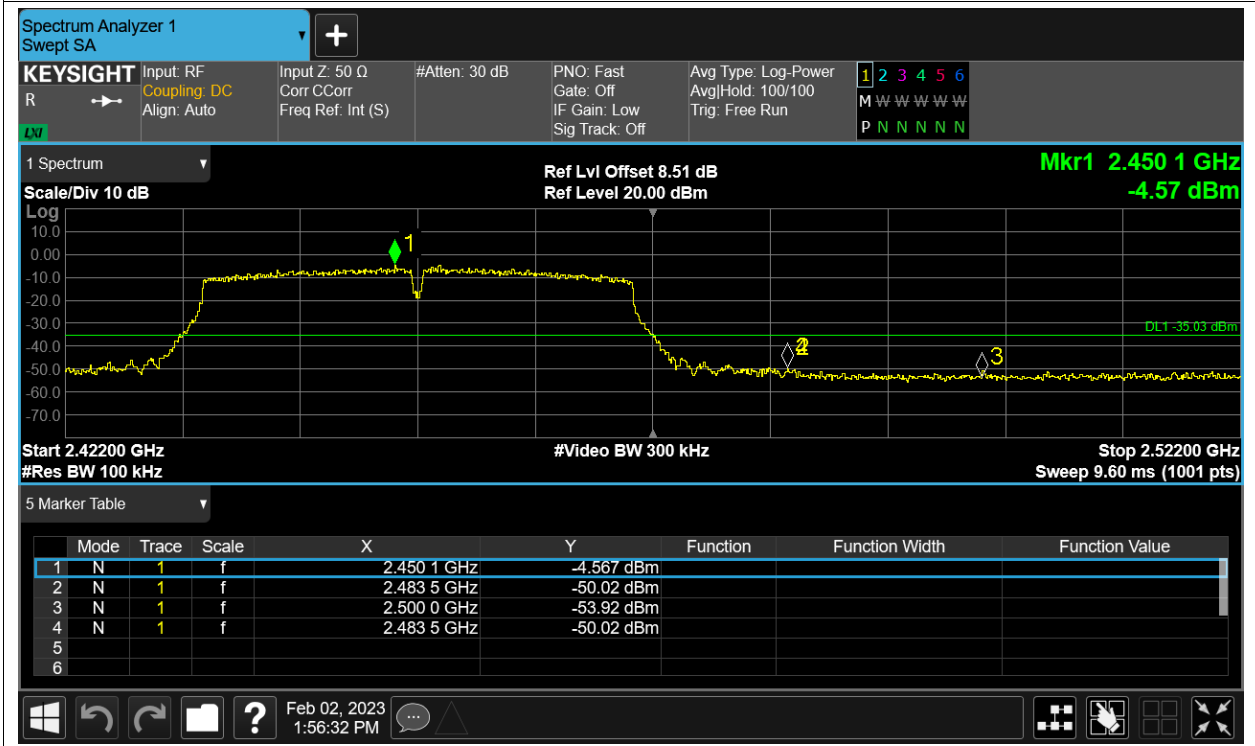 Spectrum Analyzer 1
Swept SA
+
KEYSIGHT Input: RF Input Z: 50 Ω #Atten: 30 dB PNO: Fast Avg Type: Log-Power 1 2 3 4 5 6
R Coupling: DC Corr CCorr Gate: Off Avg|Hold: 100/100 M W W W W W
Align: Auto Freq Ref: Int (S) IF Gain: Low Trig: Free Run
LXI Sig Track: Off P N N N N N
1 Spectrum Ref Lvl Offset 8.51 dB Mkr1 2.450 1 GHz
Scale/Div 10 dB Ref Level 20.00 dBm -4.57 dBm
Log
10.0
0.00
-10.0
-20.0
-30.0
-40.0
-50.0
-60.0
-70.0
1
DL1 -35.03 dBm
2
3
Start 2.42200 GHz #Video BW 300 kHz Stop 2.52200 GHz
#Res BW 100 kHz Sweep 9.60 ms (1001 pts)
5 Marker Table
Mode Trace Scale X Y Function Function Width Function Value
1 N 1 f 2.450 1 GHz -4.567 dBm
2 N 1 f 2.483 5 GHz -50.02 dBm
3 N 1 f 2.500 0 GHz -53.92 dBm
4 N 1 f 2.483 5 GHz -50.02 dBm
5
6
? Feb 02, 2023
1:56:32 PM